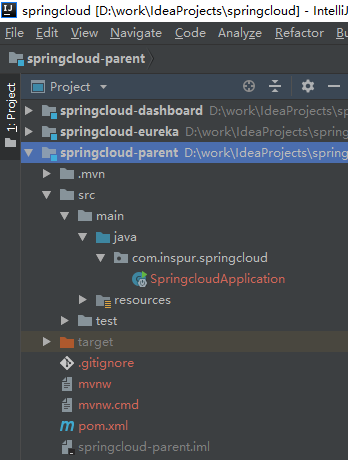 springcloud [D:\work\IdeaProjects\springcloud] - IntelliJ
File Edit View Navigate Code Analyze Refactor
springcloud-parent
1: Project
Project
springcloud-dashboard D:\work\IdeaProjects\sp
springcloud-eureka D:\work\IdeaProjects\spring
springcloud-parent D:\work\IdeaProjects\spring
.mvn
src
main
java
com.inspur.springcloud
SpringcloudApplication
resources
test
target
.gitignore
mvnw
mvnw.cmd
pom.xml
springcloud-parent.iml